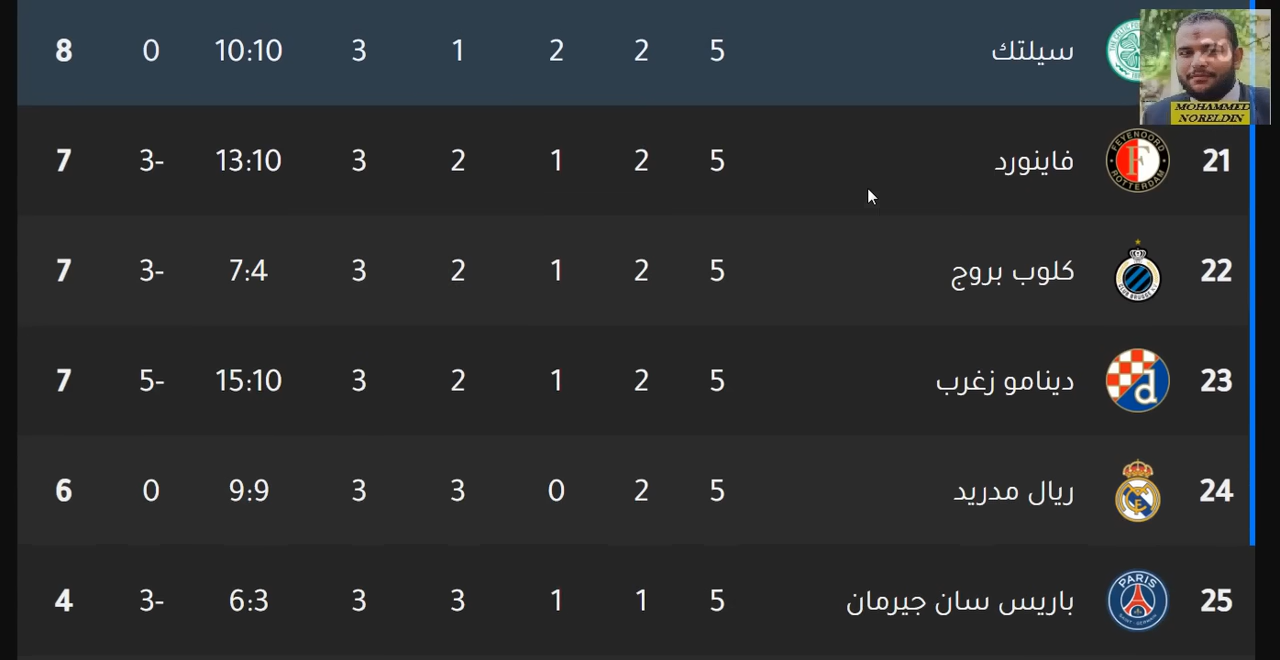 سيلتك 5 2 2 1 3 10:10 0 8
MOHAMMED
NORELDIN
21 فاينورد 5 2 1 2 3 13:10 3- 7
22 كلوب بروج 5 2 1 2 3 7:4 3- 7
23 دينامو زغرب 5 2 1 2 3 15:10 5- 7
24 ريال مدريد 5 2 0 3 3 9:9 0 6
25 باريس سان جيرمان 5 1 1 3 3 6:3 3- 4
FEYENOORD
ROTTERDAM
PARIS